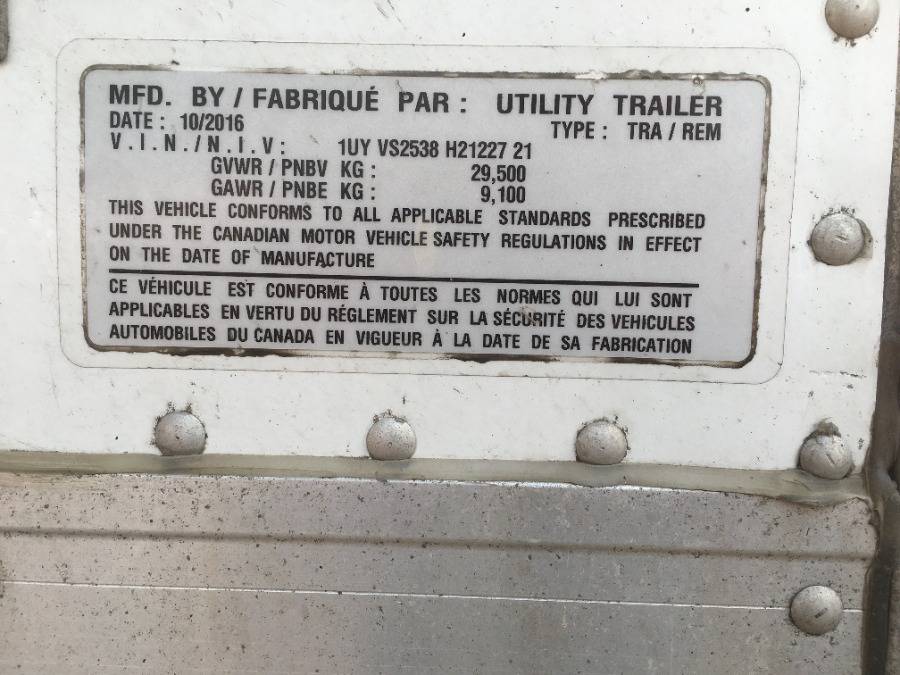 MFD. BY / FABRIQUÉ PAR : UTILITY TRAILER
DATE : 10/2016 TYPE : TRA / REM
V.I.N./N.I.V: 1UY VS2538 H21227 21
GVWR / PNBV KG : 29,500
GAWR / PNBE KG : 9,100
THIS VEHICLE CONFORMS TO ALL APPLICABLE STANDARDS PRESCRIBED
UNDER THE CANADIAN MOTOR VEHICLE SAFETY REGULATIONS IN EFFECT
ON THE DATE OF MANUFACTURE
CE VÉHICULE EST CONFORME À TOUTES LES NORMES QUI LUI SONT
APPLICABLES EN VERTU DU RÉGLEMENT SUR LA SÉCURITÉ DES VEHICULES
AUTOMOBILES DU CANADA EN VIGUEUR À LA DATE DE SA FABRICATION